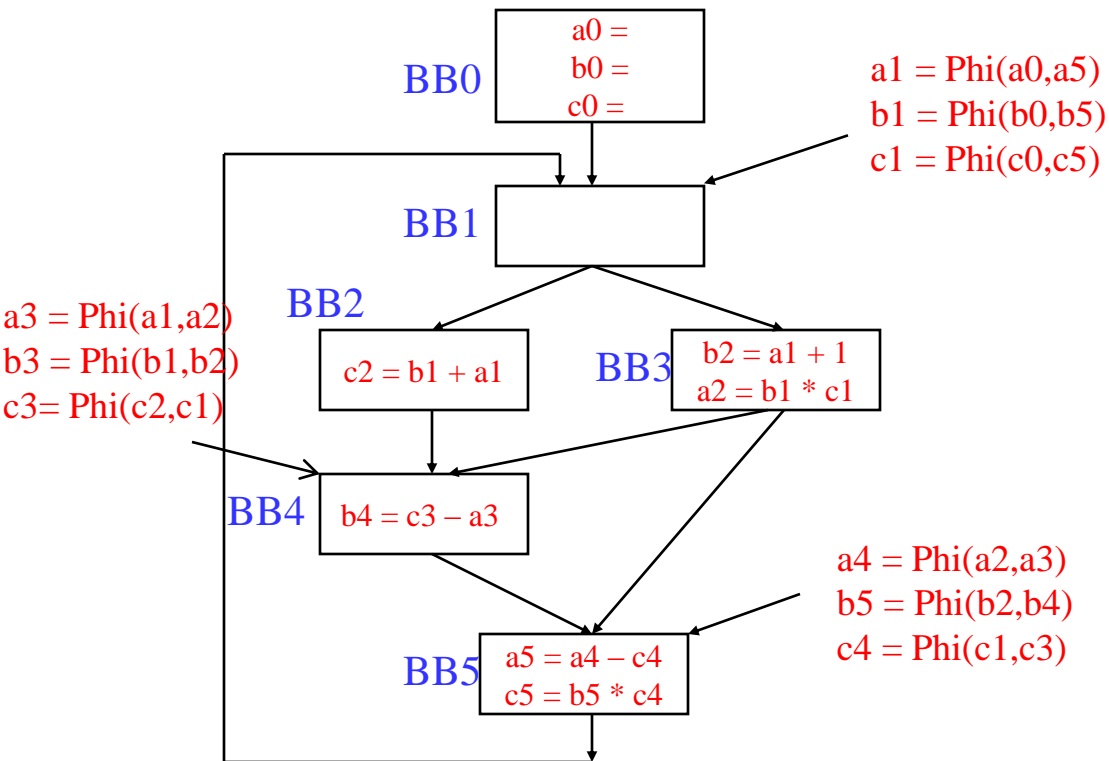 a0 =
b0 =
c0 =
BB0
a1 = Phi(a0,a5)
b1 = Phi(b0,b5)
c1 = Phi(c0,c5)
BB1
BB2
a3 = Phi(a1,a2)
b3 = Phi(b1,b2)
c3= Phi(c2,c1)
c2 = b1 + a1
BB3
b2 = a1 + 1
a2 = b1 * c1
BB4
b4 = c3 – a3
a4 = Phi(a2,a3)
b5 = Phi(b2,b4)
c4 = Phi(c1,c3)
BB5
a5 = a4 – c4
c5 = b5 * c4